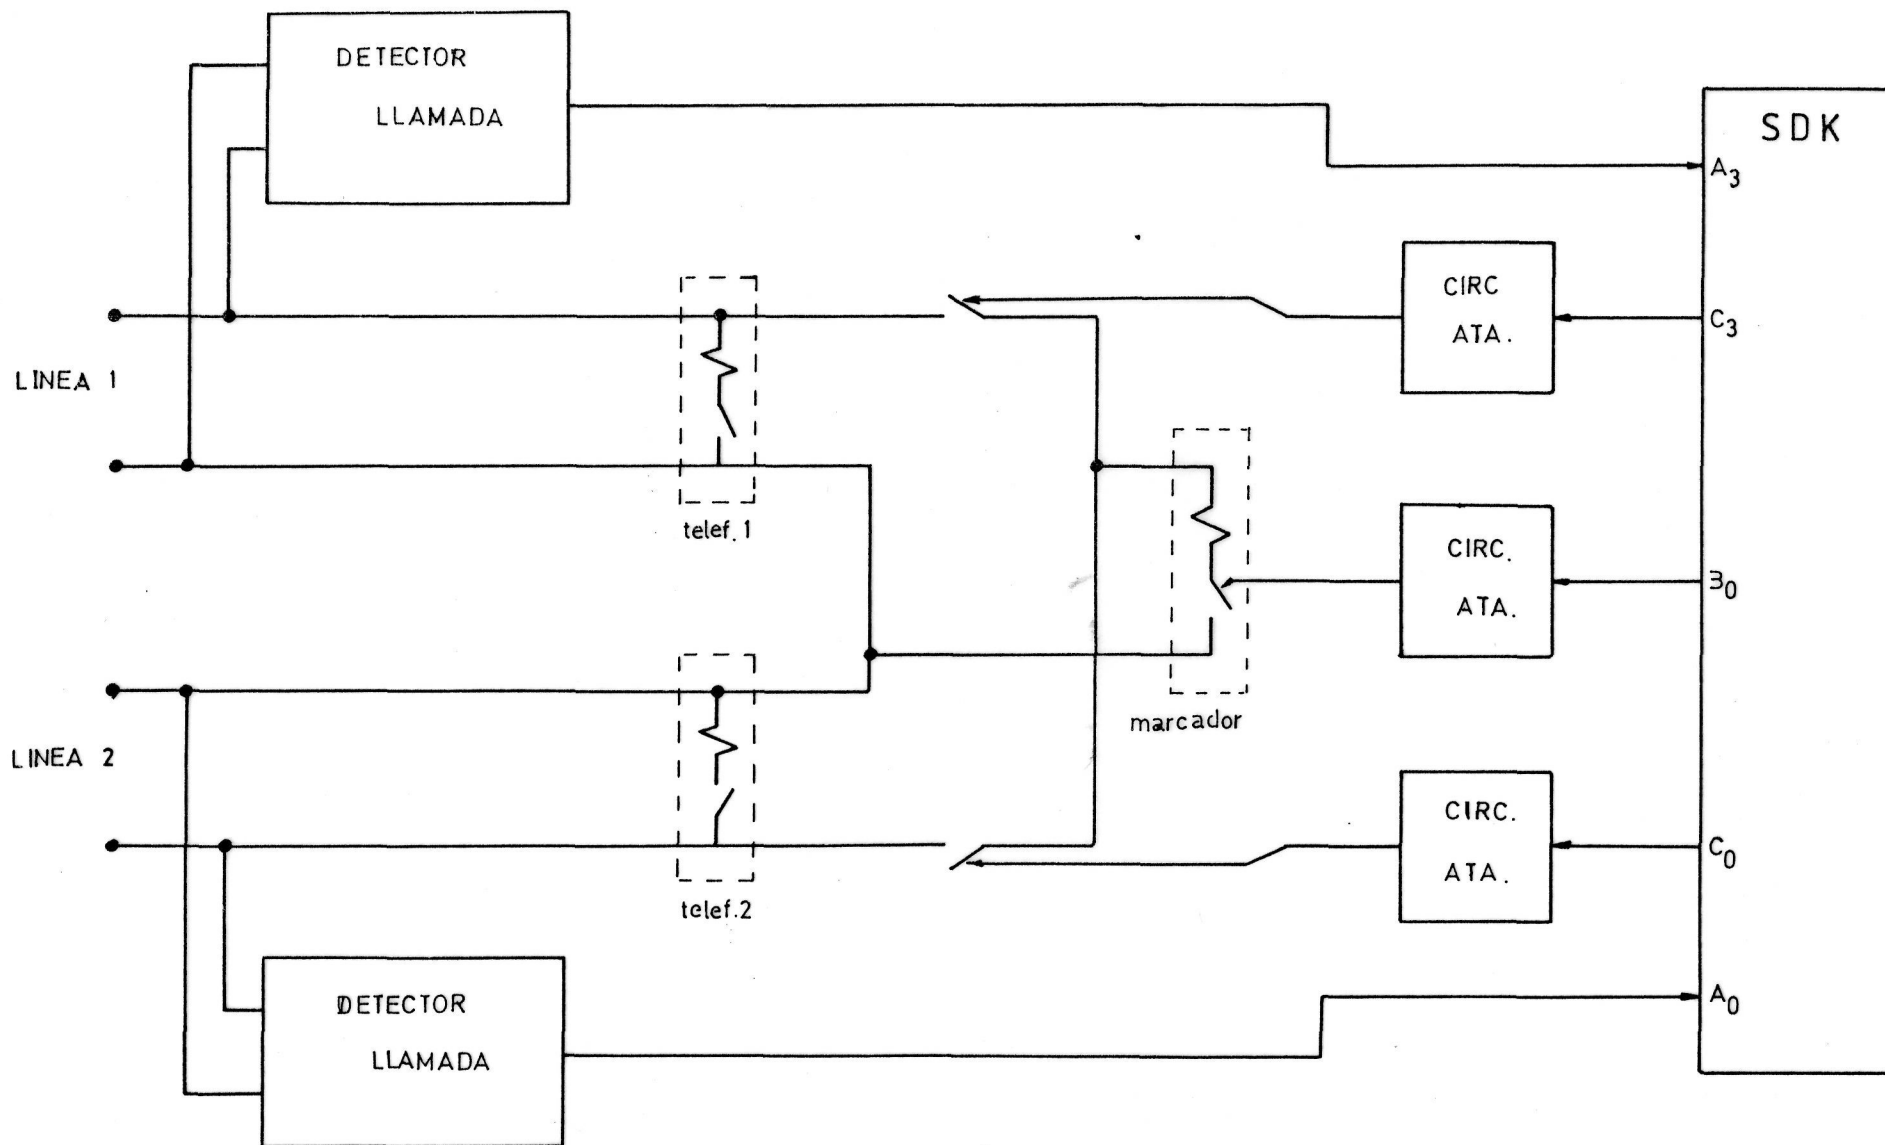 DETECTOR
LLAMADA
SDK
A3
CIRC
ATA.
C3
LINEA 1
telef.1
CIRC.
ATA.
B0
marcador
LINEA 2
CIRC.
ATA.
C0
telef.2
DETECTOR
LLAMADA
A0